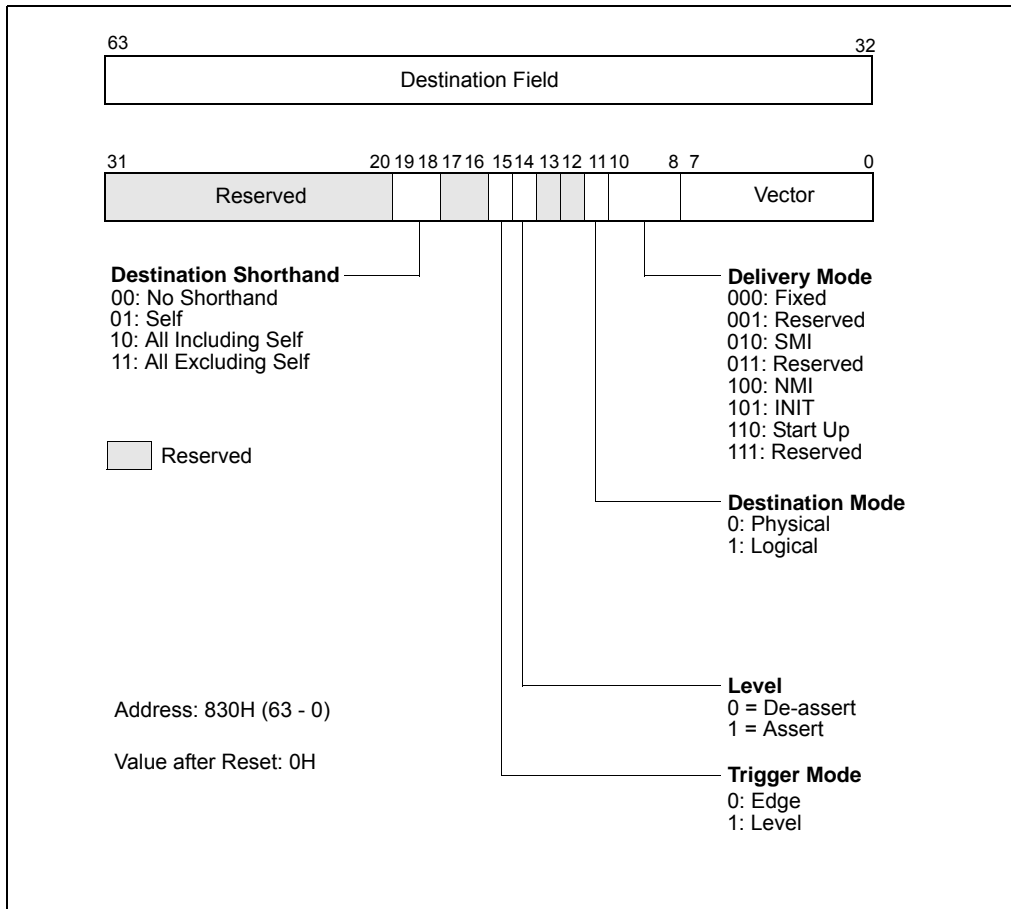 63 32
Destination Field
31 20 19 18 17 16 15 14 13 12 11 10 8 7 0
Reserved Vector
Destination Shorthand
00: No Shorthand
01: Self
10: All Including Self
11: All Excluding Self
Reserved
Delivery Mode
000: Fixed
001: Reserved
010: SMI
011: Reserved
100: NMI
101: INIT
110: Start Up
111: Reserved
Destination Mode
0: Physical
1: Logical
Level
0 = De-assert
1 = Assert
Address: 830H (63 - 0)
Value after Reset: 0H
Trigger Mode
0: Edge
1: Level